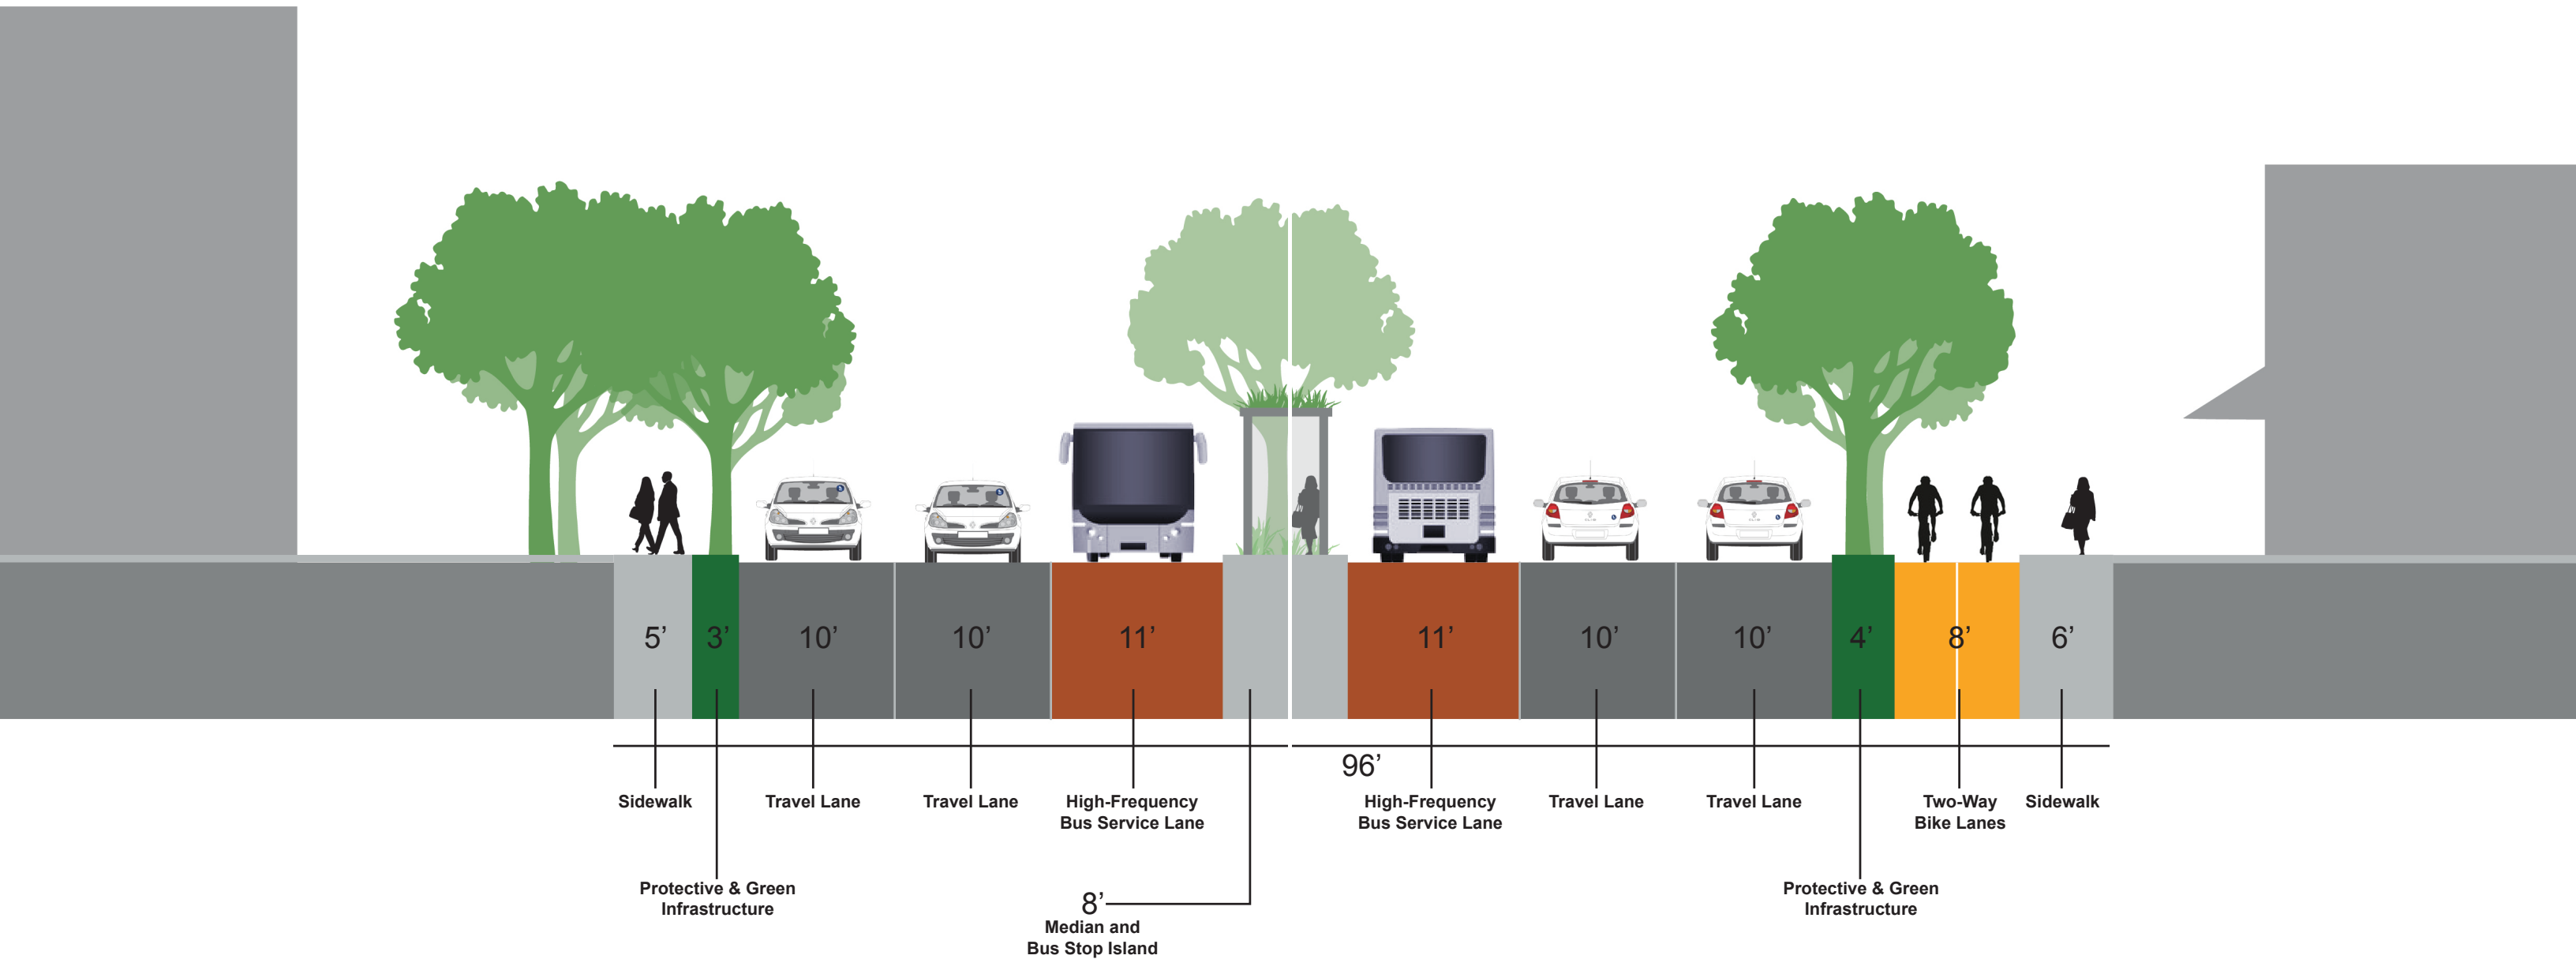 5’
3’
10’
10’
11’
11’
10’
10’
4’
8’
6’
96’
Sidewalk
Travel Lane
Travel Lane
High-Frequency
Bus Service Lane
High-Frequency
Bus Service Lane
Travel Lane
Travel Lane
Two-Way
Bike Lanes
Sidewalk
Protective & Green
Infrastructure
8’
Median and
Bus Stop Island
Protective & Green
Infrastructure